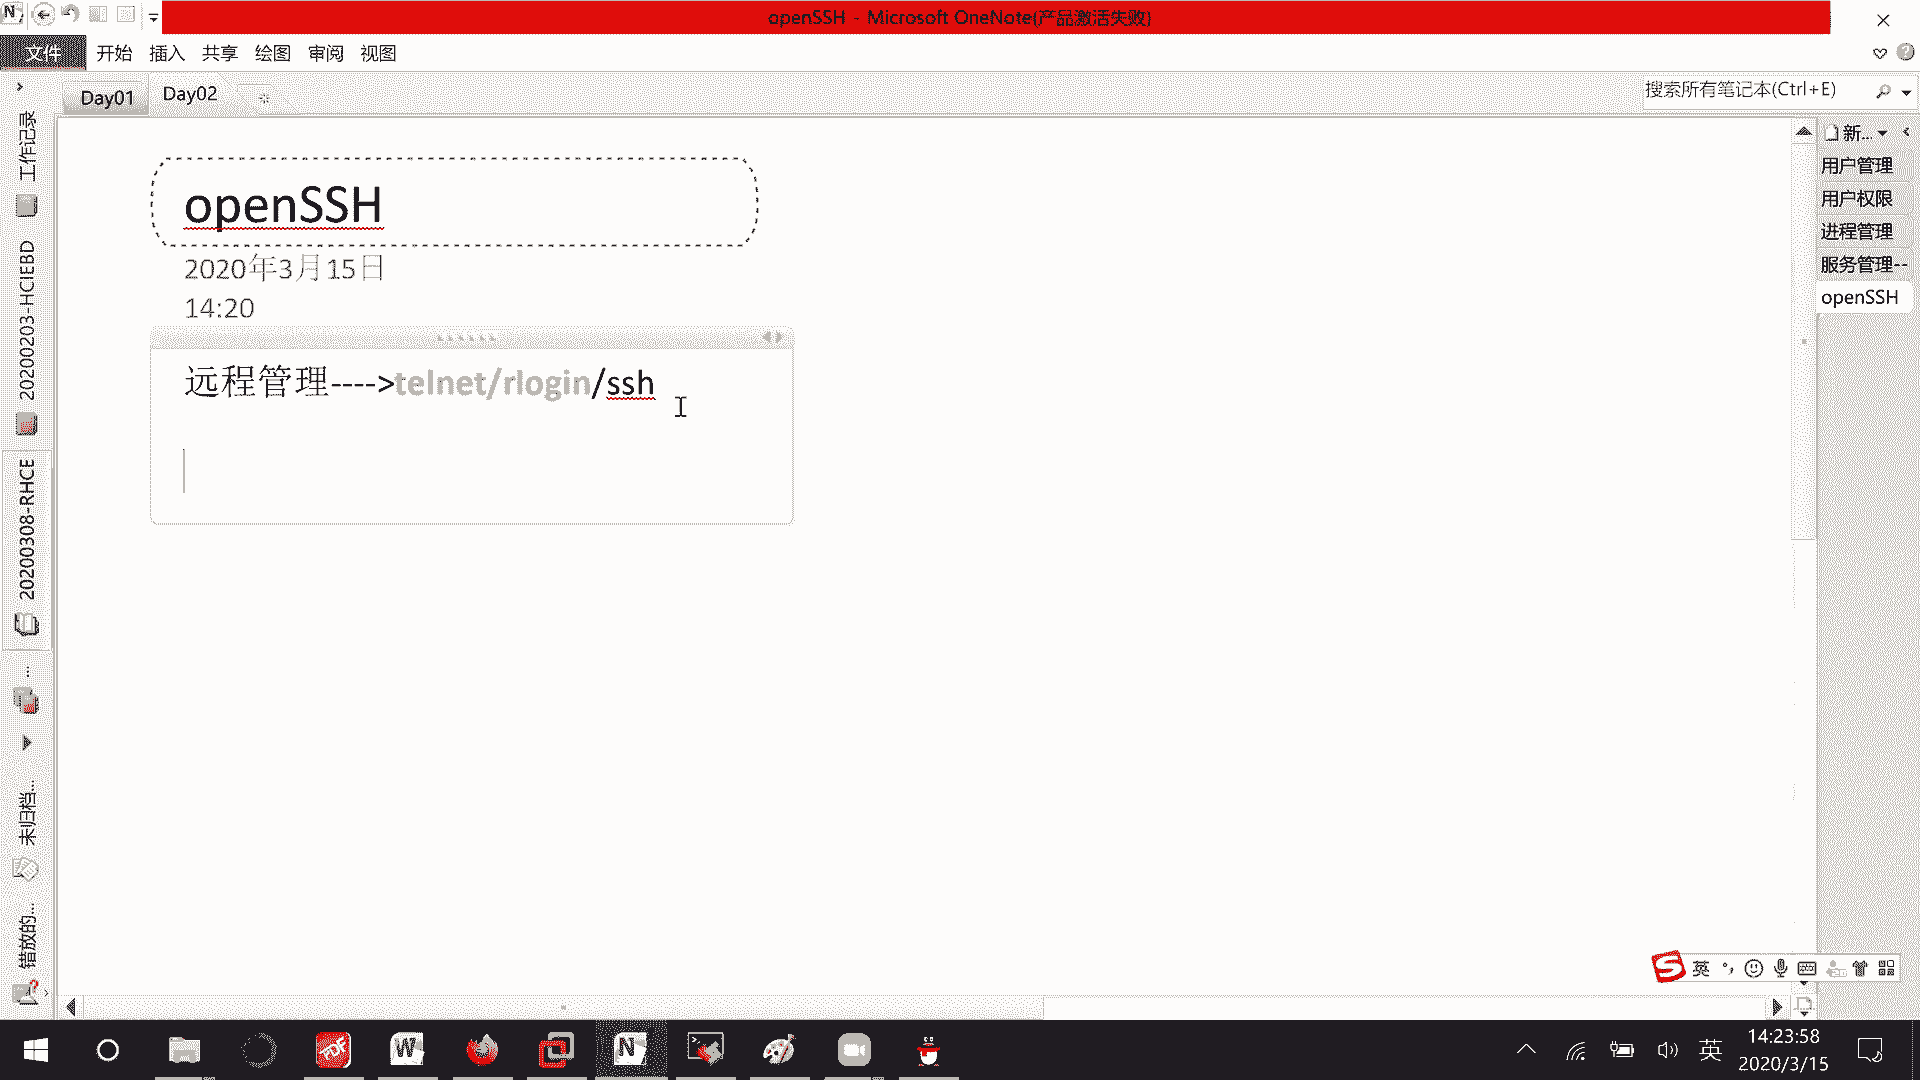 openSSH - Microsoft OneNote(产品激活失败)
文件 开始 插入 共享 绘图 审阅 视图
Day01 Day02
搜索所有笔记本(Ctrl+E)
工作记录
20200203-HCIEBD
20200308-RHCE
...
未归档...
错放的...
openSSH
2020年3月15日
14:20
远程管理---->telnet/rlogin/ssh
新...
用户管理
用户权限
进程管理
服务管理--
openSSH
英
PDF
W
N
英
14:23:58
2020/3/15